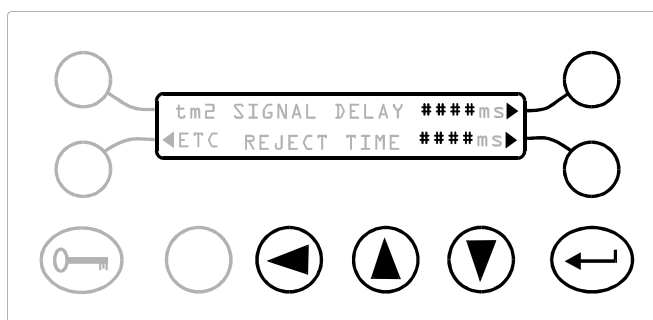 tm2 SIGNAL DELAY ####ms▶
◀ETC REJECT TIME ####ms▶